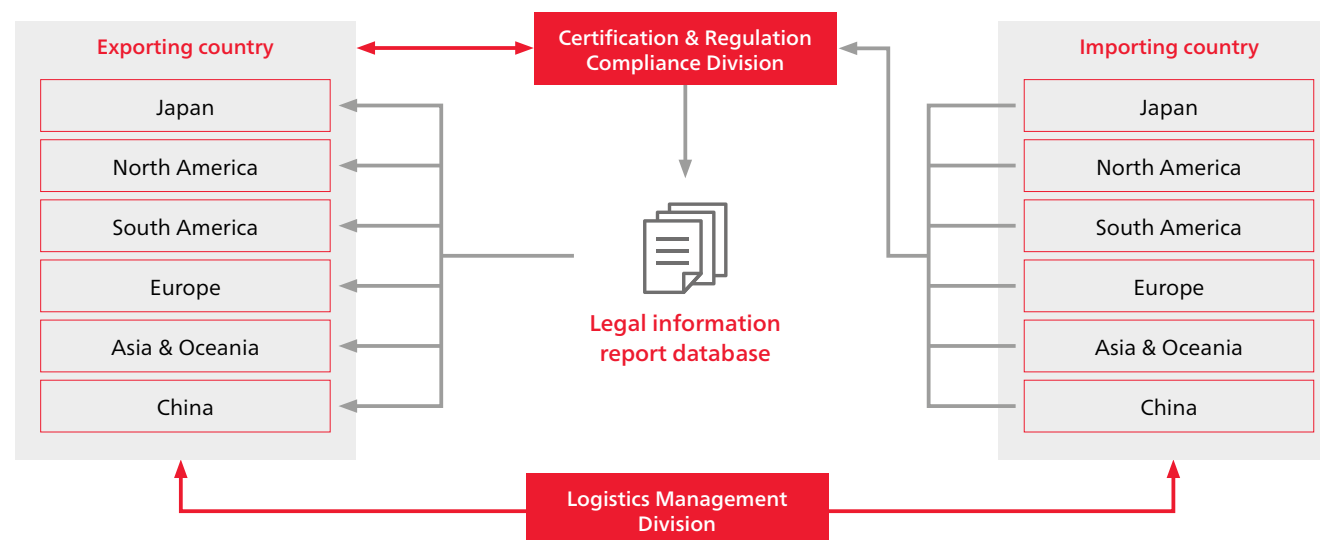 Exporting country
Japan
North America
South America
Europe
Asia & Oceania
China
Certification & Regulation
Compliance Division
Legal information
report database
Importing country
Japan
North America
South America
Europe
Asia & Oceania
China
Logistics Management
Division